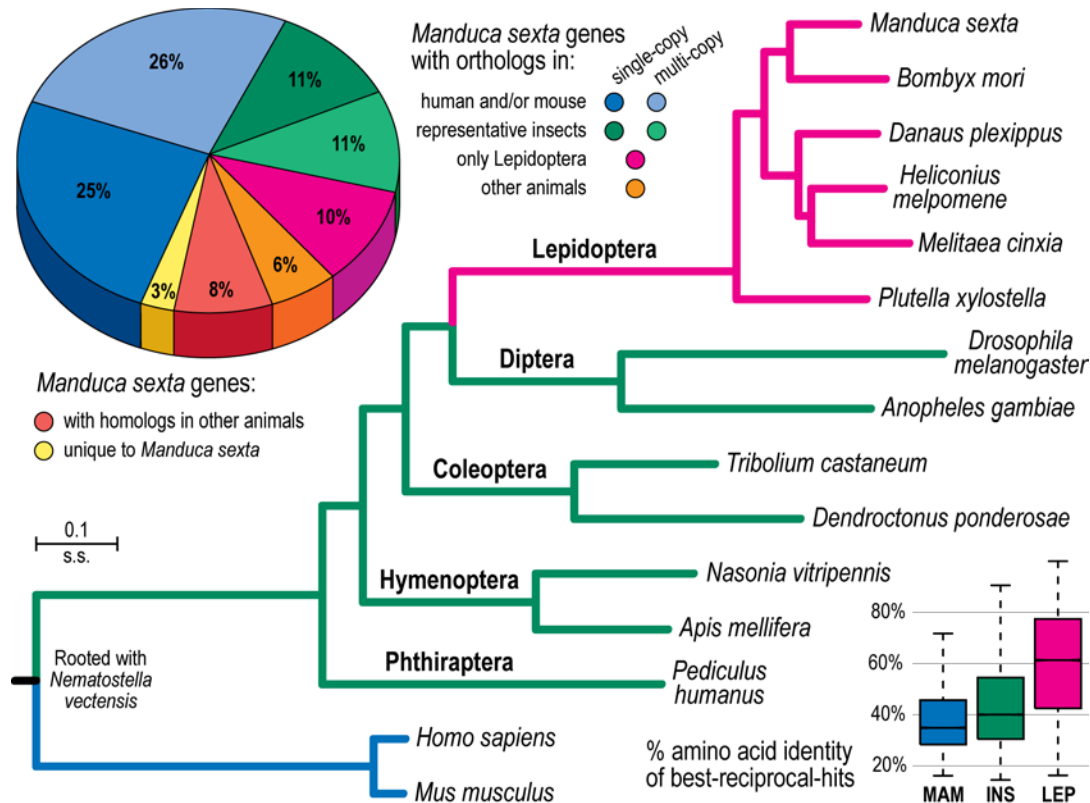 26%
11%
11%
10%
6%
8%
3%
25%
Manduca sexta genes
with orthologs in:
single-copy
multi-copy
human and/or mouse
representative insects
only Lepidoptera
other animals
Manduca sexta genes:
with homologs in other animals
unique to Manduca sexta
0.1
s.s.
Rooted with
Nematostella
vectensis
Lepidoptera
Diptera
Coleoptera
Hymenoptera
Phthiraptera
Manduca sexta
Bombyx mori
Danaus plexippus
Heliconius
melpomene
Melitaea cinxia
Plutella xylostella
Drosophila
melanogaster
Anopheles gambiae
Tribolium castaneum
Dendroctonus ponderosae
Nasonia vitripennis
Apis mellifera
Pediculus
humanus
Homo sapiens
Mus musculus
% amino acid identity
of best-reciprocal-hits
80%
60%
40%
20%
MAM INS LEP